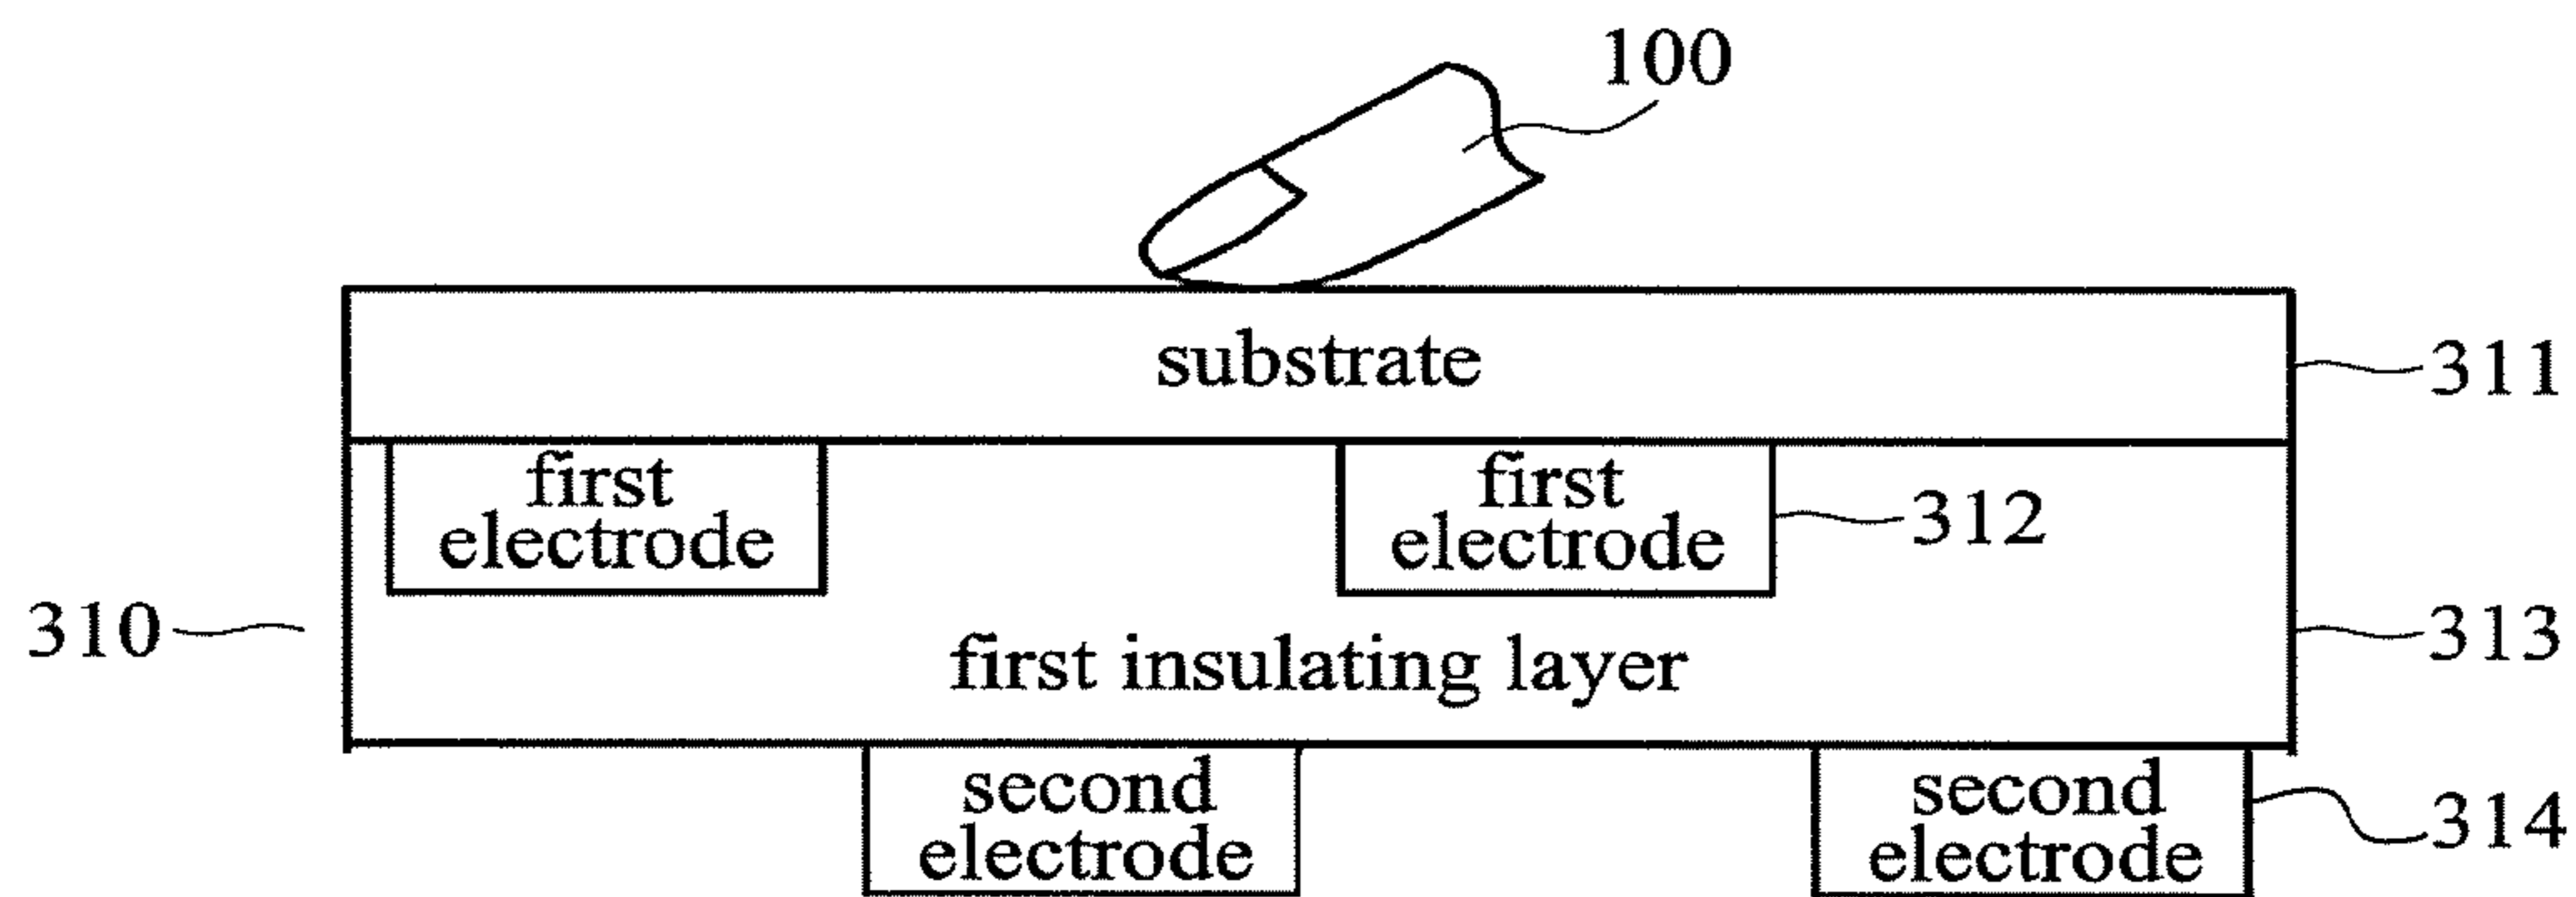 100
substrate
311
first
electrode
first
electrode
312
310
first insulating layer
313
second
electrode
second
electrode
314